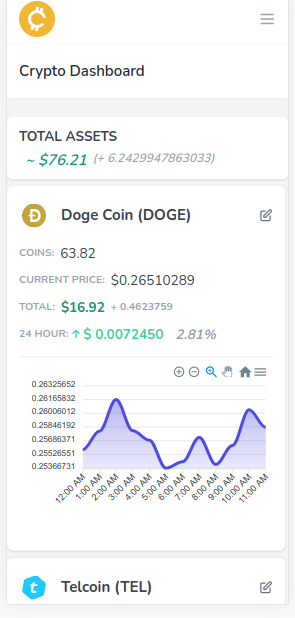 Crypto Dashboard
TOTAL ASSETS
~ $76.21 (+ 6.2429947863033)
Doge Coin (DOGE)
COINS: 63.82
CURRENT PRICE: $0.26510289
TOTAL: $16.92 + 0.4623759
24 HOUR: ↑ $ 0.0072450 2.81%
0.26325652
0.26165832
0.26006012
0.25846192
0.25686371
0.25526551
0.25366731
12:00 AM
1:00 AM
2:00 AM
3:00 AM
4:00 AM
5:00 AM
6:00 AM
7:00 AM
8:00 AM
9:00 AM
10:00 AM
11:00 AM
Telcoin (TEL)